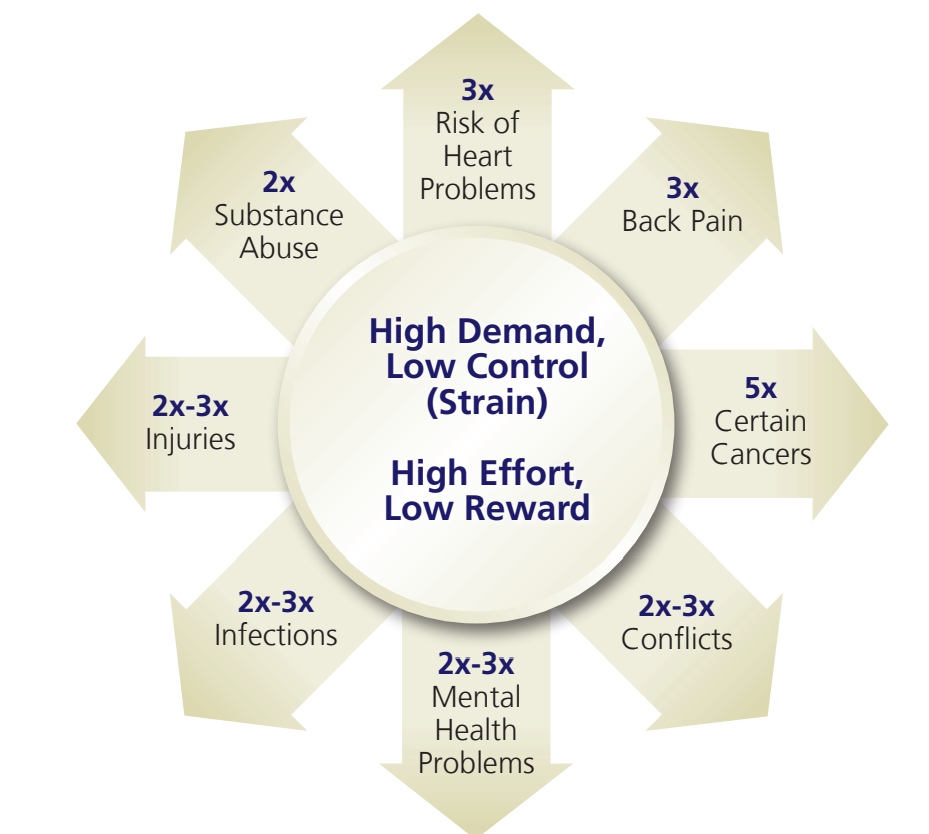 3x
Risk of
Heart
Problems
3x
Back Pain
5x
Certain
Cancers
2x-3x
Conflicts
2x-3x
Mental
Health
Problems
2x-3x
Infections
2x-3x
Injuries
2x
Substance
Abuse
High Demand,
Low Control
(Strain)
High Effort,
Low Reward